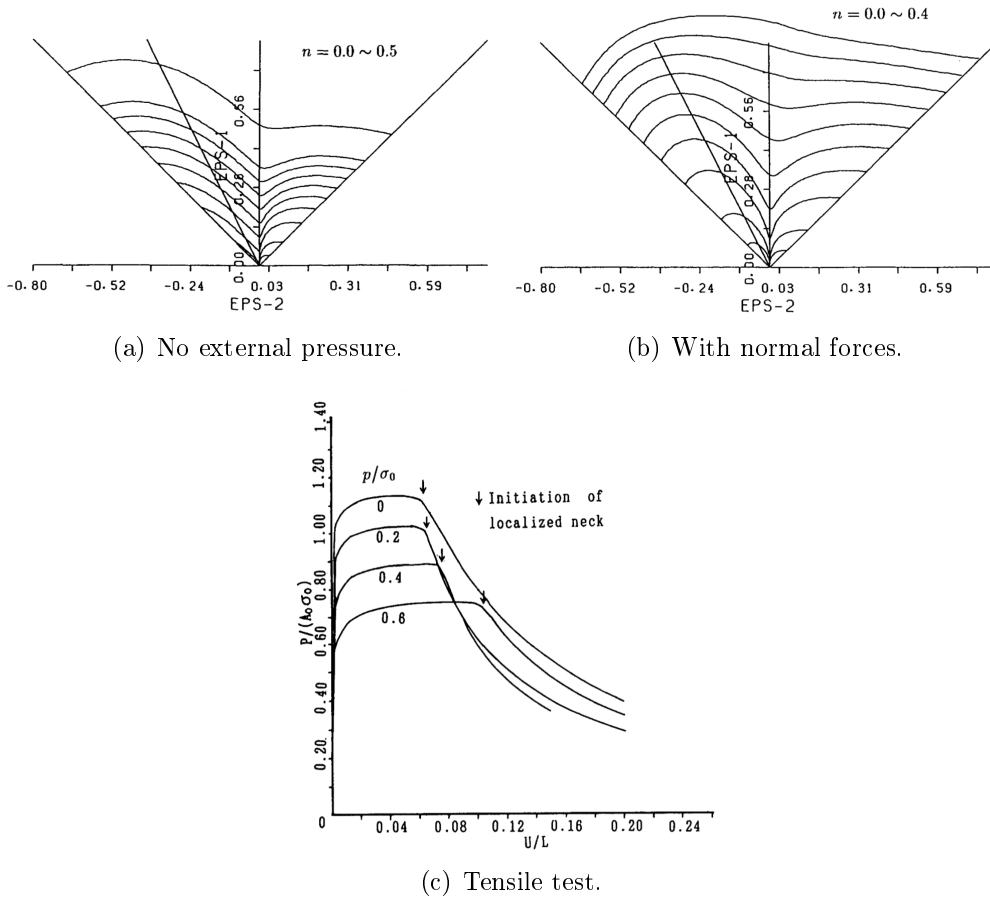 n = 0.0 ~ 0.5
0.56
EPS-1
0.28
0.00
-0.80 -0.52 -0.24 0.03 0.31 0.59
EPS-2
(a) No external pressure.
n = 0.0 ~ 0.4
0.56
EPS-1
0.28
0.00
-0.80 -0.52 -0.24 0.03 0.31 0.59
EPS-2
(b) With normal forces.
1.40
1.20
1.00
0.80
0.60
0.40
0.20
0
P/(A₀σ₀)
p/σ₀
0
0.2
0.4
0.6
↓ Initiation of
localized neck
0.04 0.08 0.12 0.16 0.20 0.24
U/L
(c) Tensile test.